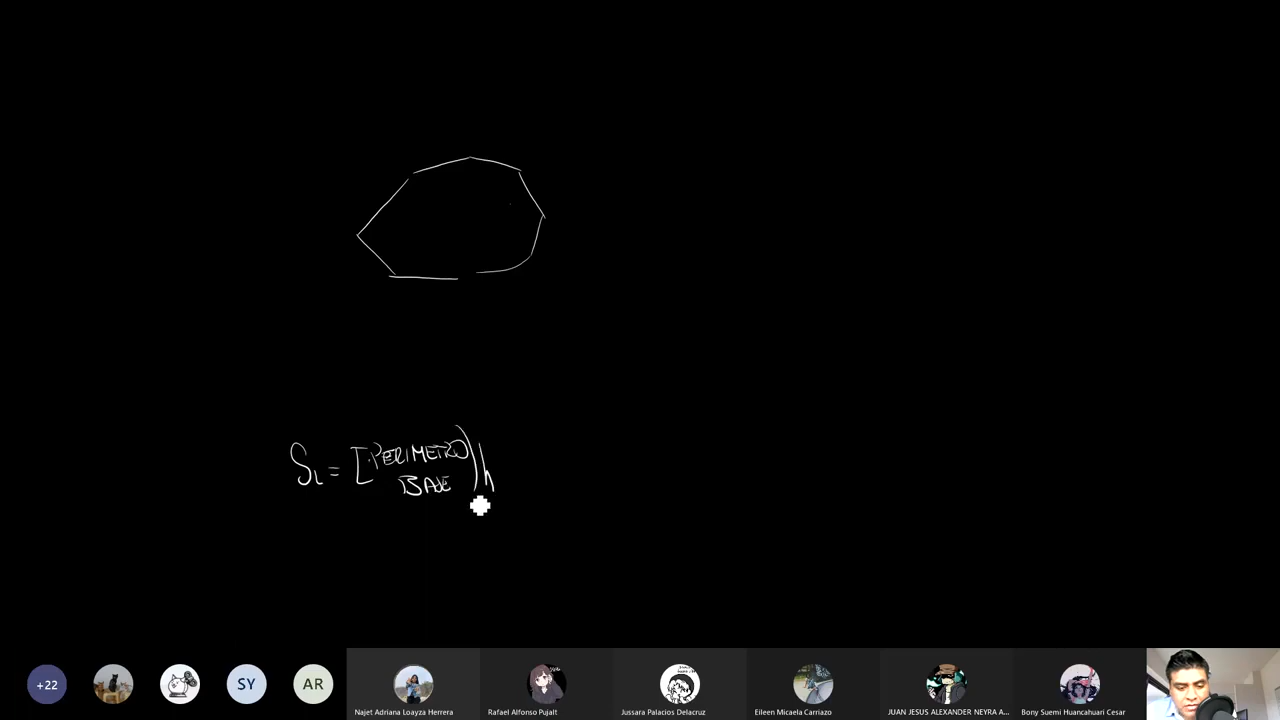 SL = [PERIMETRO
BASE)h
+22
SY
AR
Najet Adriana Loayza Herrera
Rafael Alfonso Pujalt
Jussara Palacios Delacruz
Eileen Micaela Carriazo
JUAN JESUS ALEXANDER NEYRA A...
Bony Suemi Huancahuari Cesar